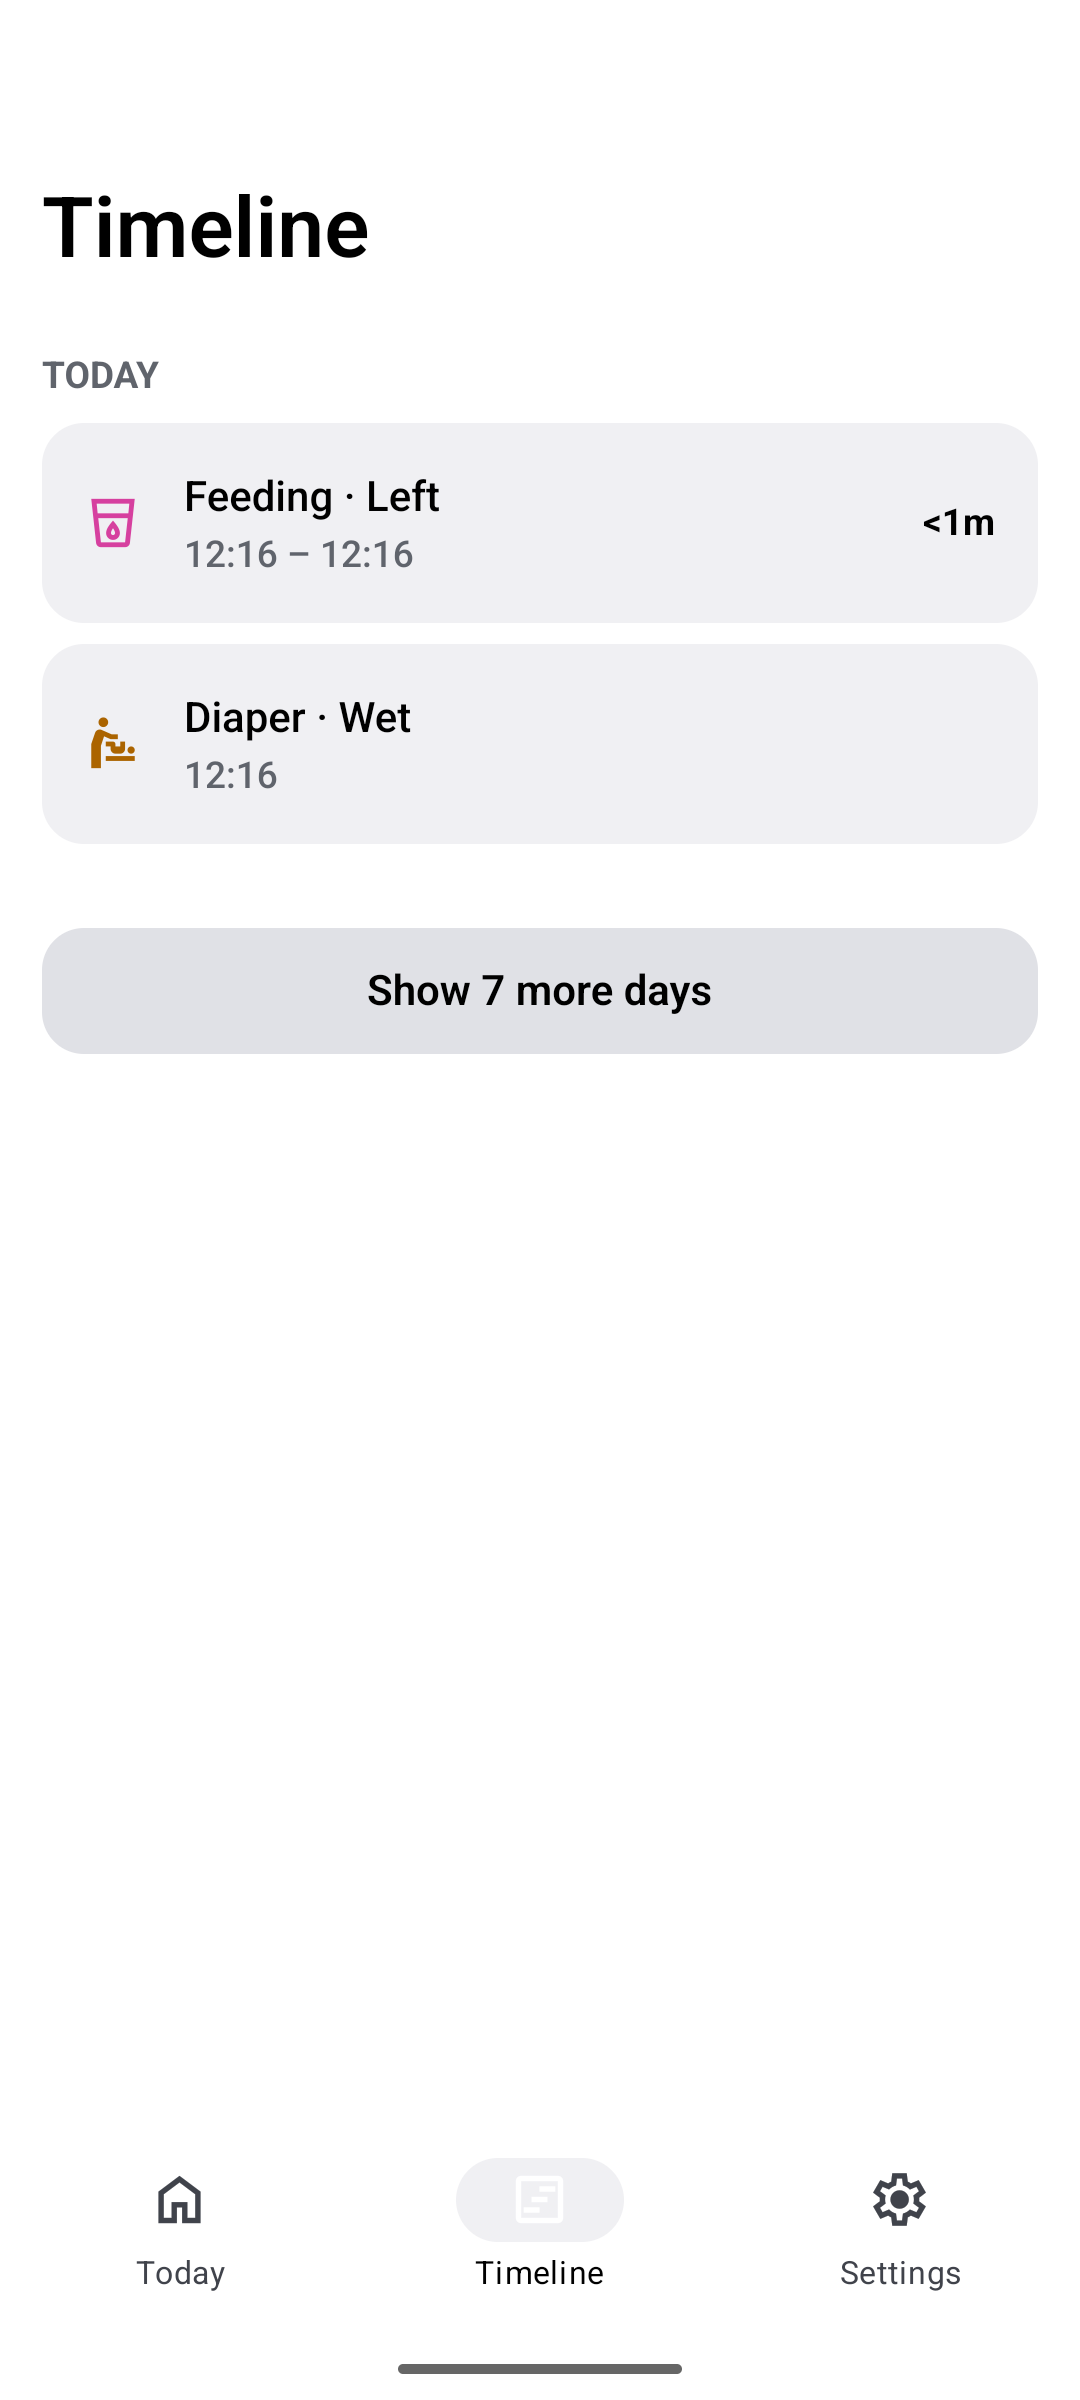 Timeline
TODAY
Feeding · Left
12:16 – 12:16
<1m
Diaper · Wet
12:16
Show 7 more days
Today
Timeline
Settings